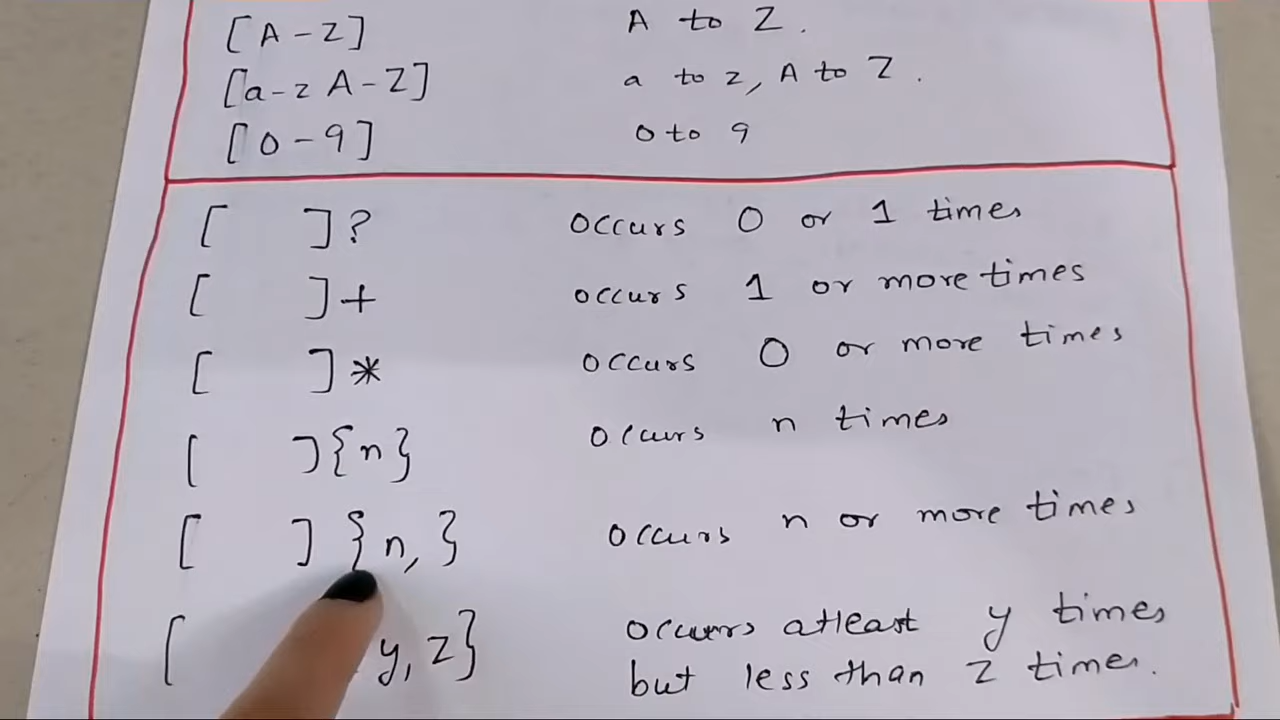 [A-Z] A to Z.
[a-z A-Z] a to z, A to Z.
[0-9] 0 to 9
[ ]? occurs 0 or 1 times
[ ]+ occurs 1 or more times
[ ]* occurs 0 or more times
[ ]{n} occurs n times
[ ]{n,} occurs n or more times
[ y,z} occurs atleast y times
but less than z times.